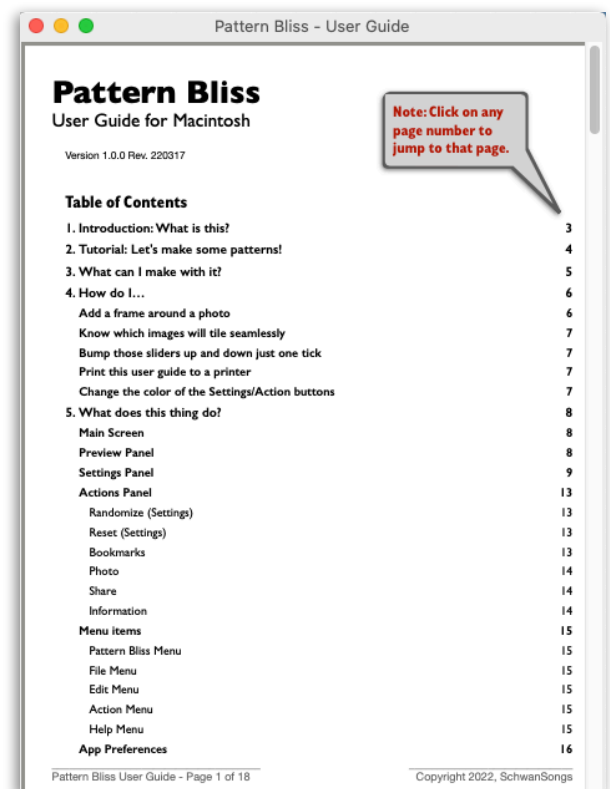 Pattern Bliss - User Guide
Pattern Bliss
User Guide for Macintosh
Version 1.0.0 Rev. 220317
Note: Click on any
page number to
jump to that page.
Table of Contents
1. Introduction: What is this? 3
2. Tutorial: Let's make some patterns! 4
3. What can I make with it? 5
4. How do I... 6
Add a frame around a photo 6
Know which images will tile seamlessly 7
Bump those sliders up and down just one tick 7
Print this user guide to a printer 7
Change the color of the Settings/Action buttons 7
5. What does this thing do? 8
Main Screen 8
Preview Panel 8
Settings Panel 9
Actions Panel 13
Randomize (Settings) 13
Reset (Settings) 13
Bookmarks 13
Photo 14
Share 14
Information 14
Menu items 15
Pattern Bliss Menu 15
File Menu 15
Edit Menu 15
Action Menu 15
Help Menu 15
App Preferences 16
Pattern Bliss User Guide - Page 1 of 18 Copyright 2022, SchwanSongs